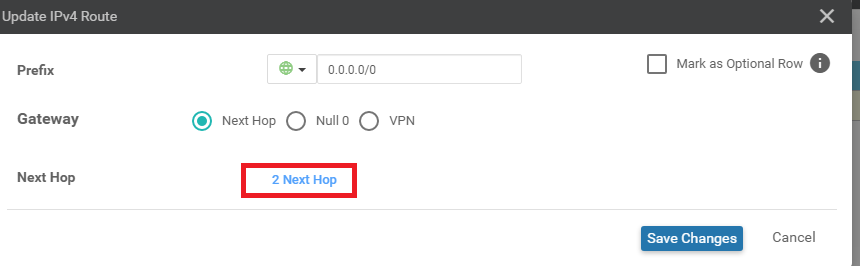 Update IPv4 Route
Prefix 0.0.0.0/0 Mark as Optional Row i
Gateway Next Hop Null 0 VPN
Next Hop 2 Next Hop
Save Changes Cancel